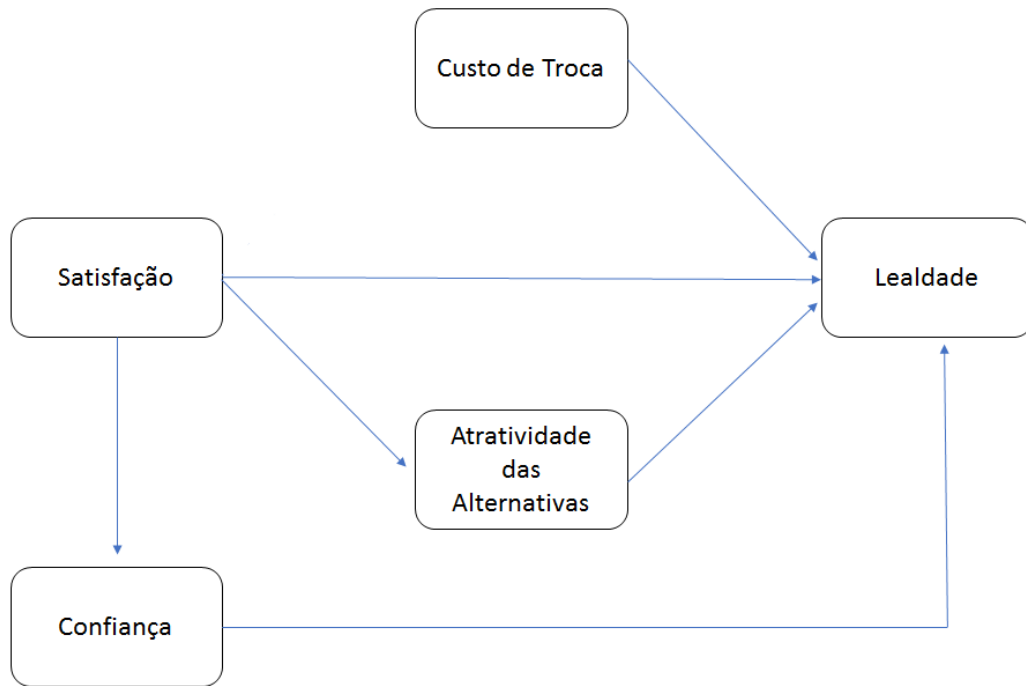 Custo de Troca
Satisfação
Lealdade
Atratividade
das
Alternativas
Confiança